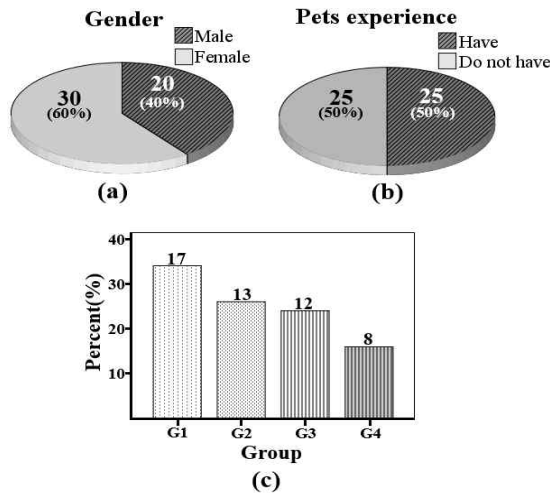 Gender
Male
Female
30
(60%)
20
(40%)
(a)
Pets experience
Have
Do not have
25
(50%)
25
(50%)
(b)
Percent(%)
40
30
20
10
17
13
12
8
G1 G2 G3 G4
Group
(c)